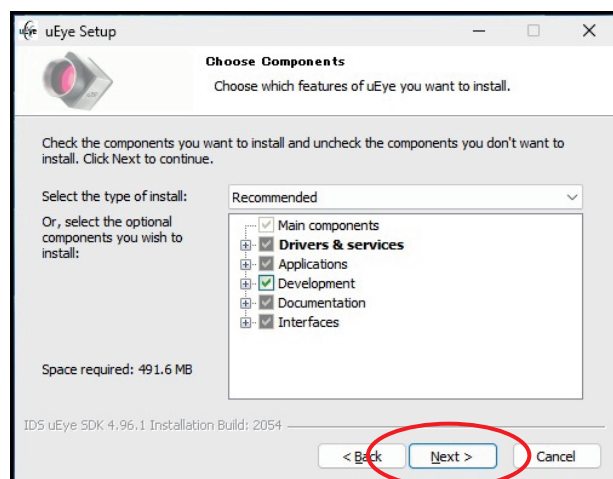 uEye uEye Setup
Choose Components
Choose which features of uEye you want to install.
Check the components you want to install and uncheck the components you don't want to
install. Click Next to continue.
Select the type of install:
Recommended
Or, select the optional
components you wish to
install:
Main components
Drivers & services
Applications
Development
Documentation
Interfaces
Space required: 491.6 MB
IDS uEye SDK 4.96.1 Installation Build: 2054
< Back
Next >
Cancel